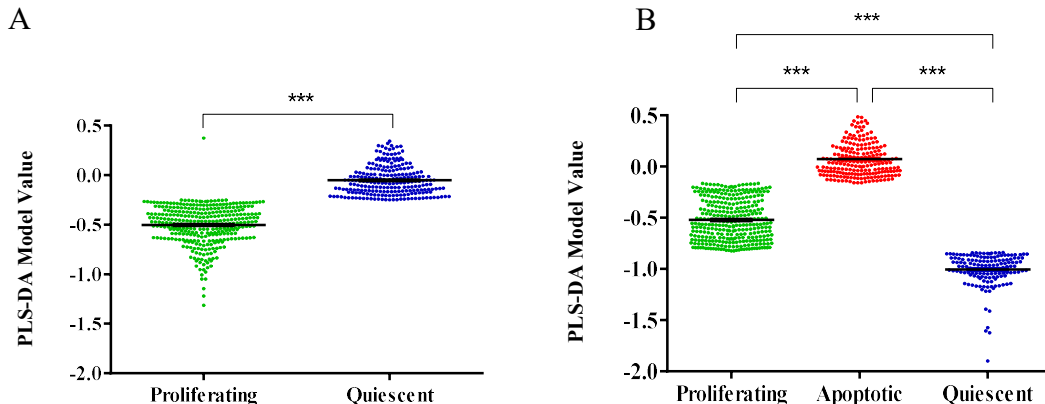 A
***
PLS-DA Model Value
0.5
0.0
-0.5
-1.0
-1.5
-2.0
Proliferating Quiescent
B
***
*** ***
PLS-DA Model Value
0.5
0.0
-0.5
-1.0
-1.5
-2.0
Proliferating Apoptotic Quiescent